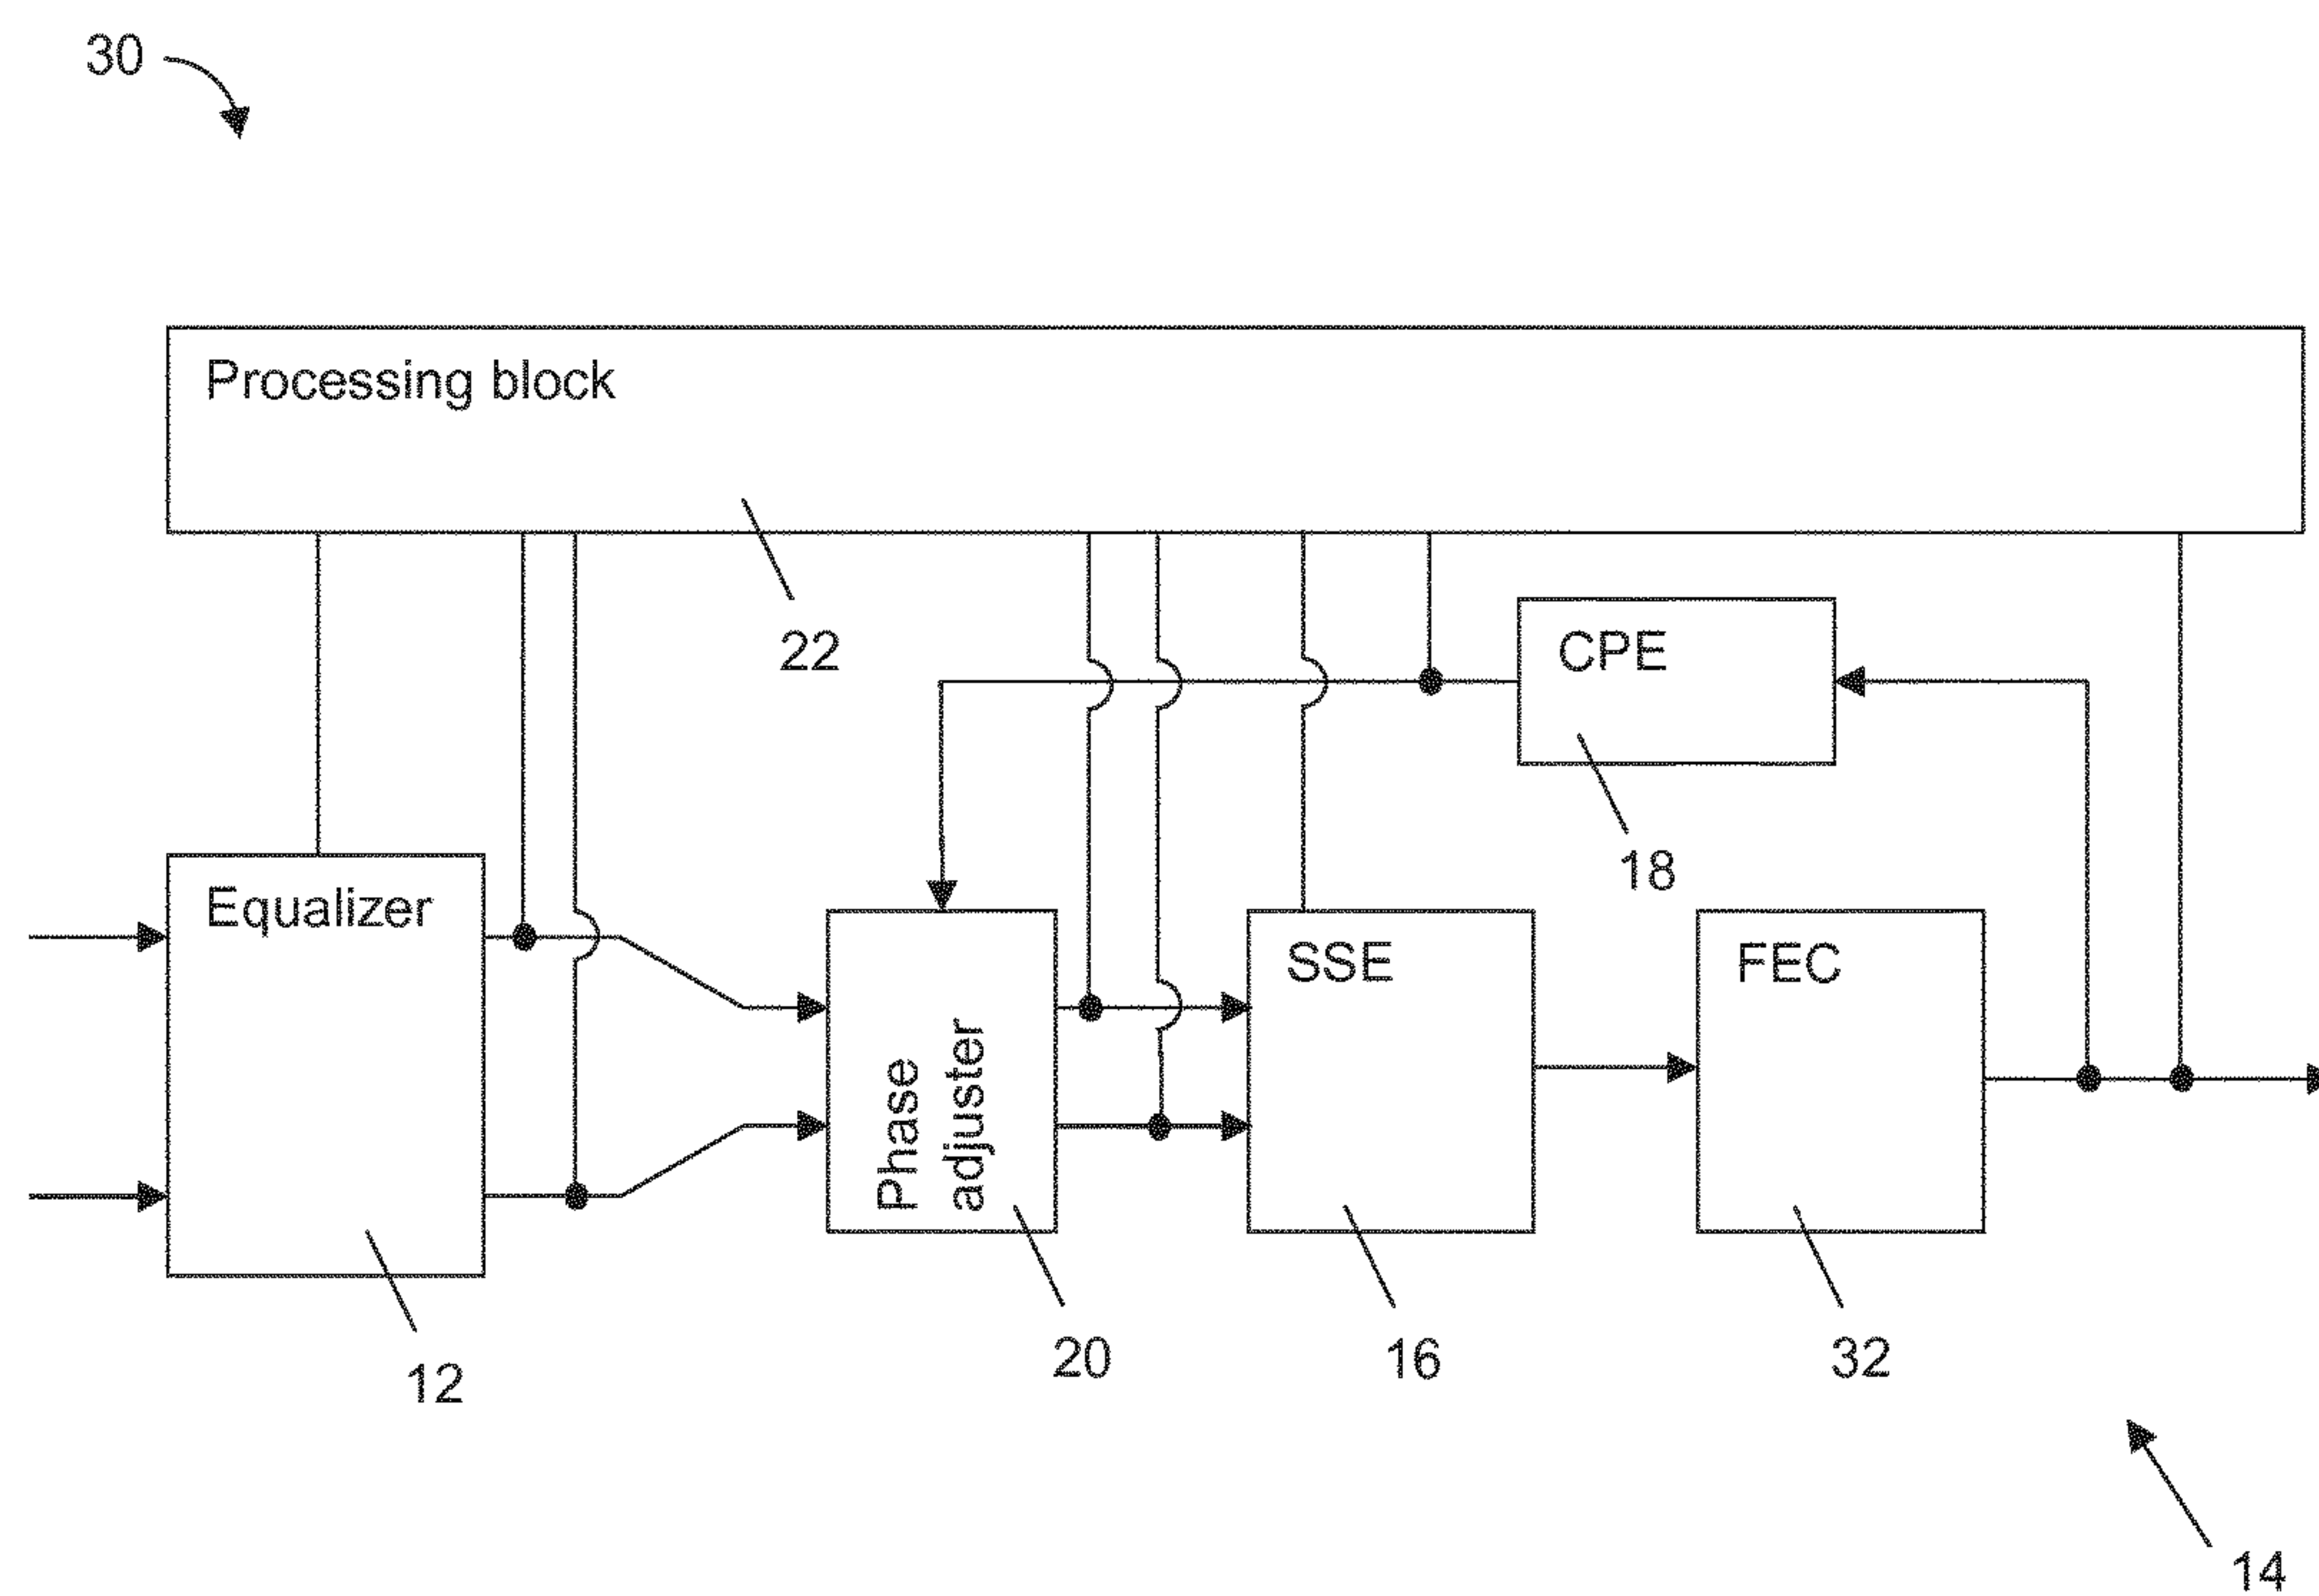 30
Processing block
22
CPE
18
Equalizer
12
Phase
adjuster
20
SSE
16
FEC
32
14